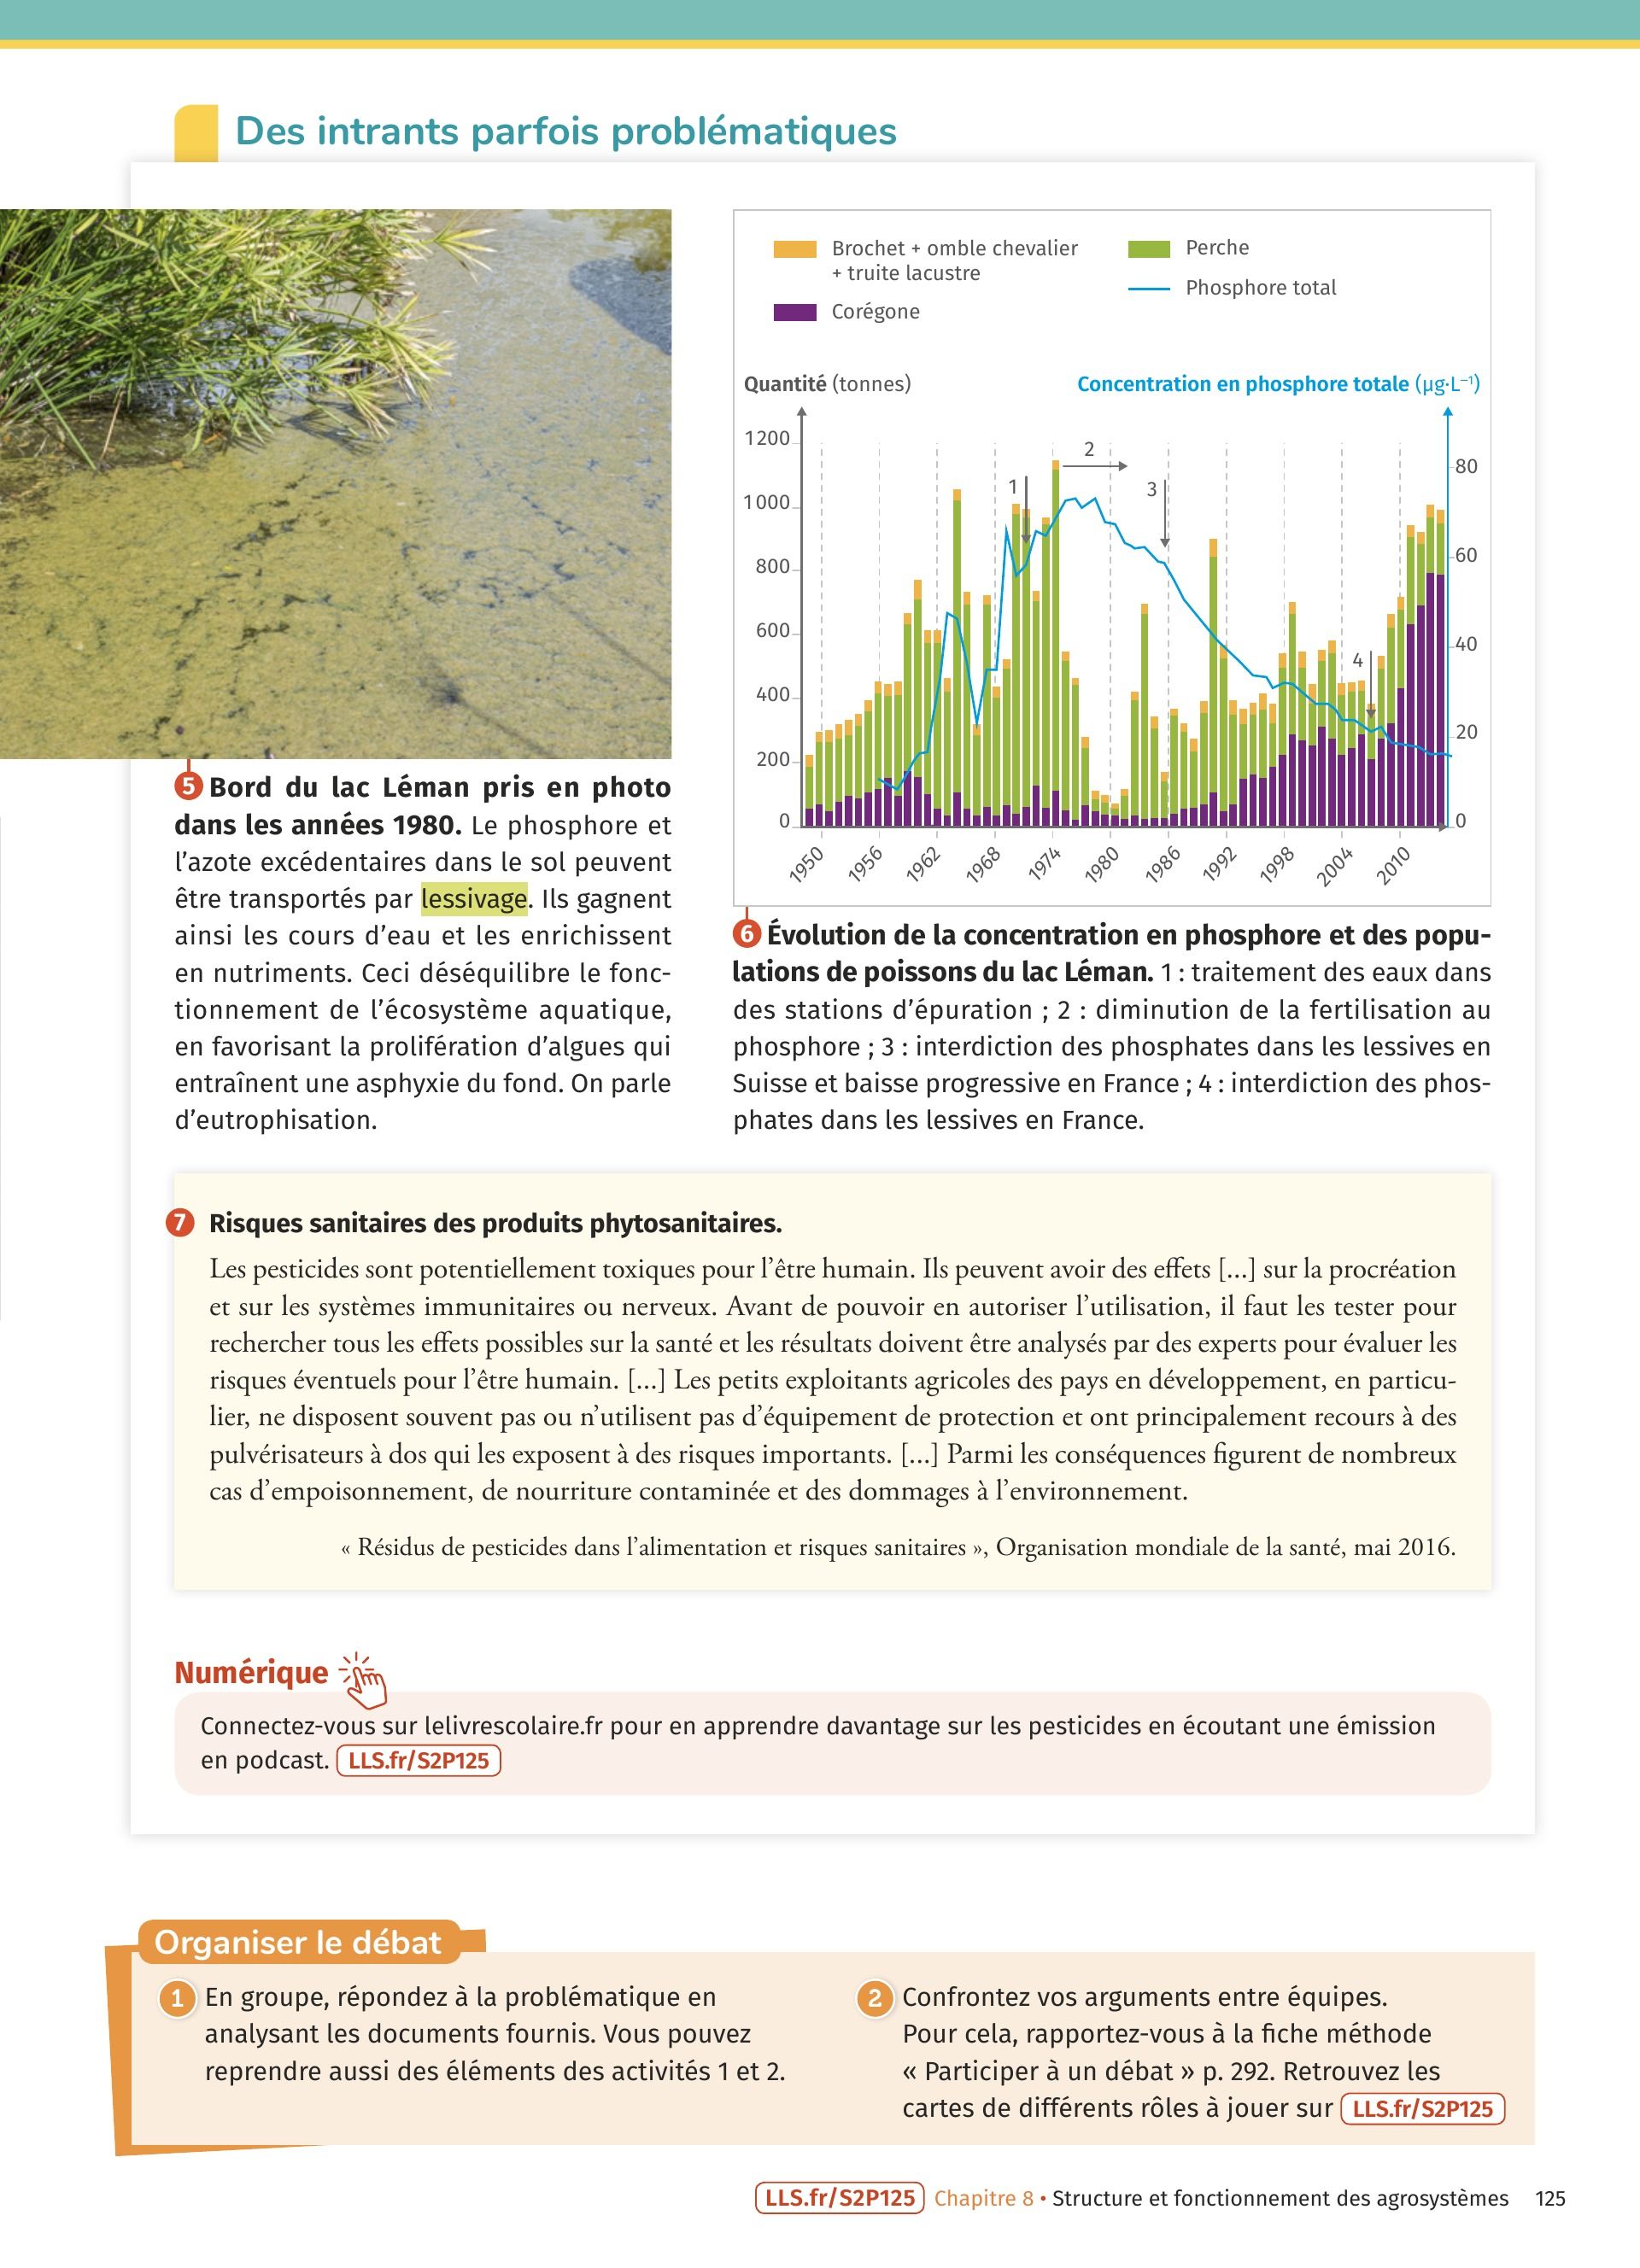 Des intrants parfois problématiques
Brochet + omble chevalier
+ truite lacustre
Corégone
Perche
Phosphore total
Quantité (tonnes)
Concentration en phosphore totale (µg·L⁻¹)
1200
1000
800
600
400
200
0
80
60
40
20
0
1
2
3
4
1950
1956
1962
1968
1974
1980
1986
1992
1998
2004
2010
5 Bord du lac Léman pris en photo
dans les années 1980. Le phosphore et
l’azote excédentaires dans le sol peuvent
être transportés par lessivage. Ils gagnent
ainsi les cours d’eau et les enrichissent
en nutriments. Ceci déséquilibre le fonc-
tionnement de l’écosystème aquatique,
en favorisant la prolifération d’algues qui
entraînent une asphyxie du fond. On parle
d’eutrophisation.
6 Évolution de la concentration en phosphore et des popu-
lations de poissons du lac Léman. 1 : traitement des eaux dans
des stations d’épuration ; 2 : diminution de la fertilisation au
phosphore ; 3 : interdiction des phosphates dans les lessives en
Suisse et baisse progressive en France ; 4 : interdiction des phos-
phates dans les lessives en France.
7 Risques sanitaires des produits phytosanitaires.
Les pesticides sont potentiellement toxiques pour l’être humain. Ils peuvent avoir des effets [...] sur la procréation
et sur les systèmes immunitaires ou nerveux. Avant de pouvoir en autoriser l’utilisation, il faut les tester pour
rechercher tous les effets possibles sur la santé et les résultats doivent être analysés par des experts pour évaluer les
risques éventuels pour l’être humain. [...] Les petits exploitants agricoles des pays en développement, en particu-
lier, ne disposent souvent pas ou n’utilisent pas d’équipement de protection et ont principalement recours à des
pulvérisateurs à dos qui les exposent à des risques importants. [...] Parmi les conséquences figurent de nombreux
cas d’empoisonnement, de nourriture contaminée et des dommages à l’environnement.
« Résidus de pesticides dans l’alimentation et risques sanitaires », Organisation mondiale de la santé, mai 2016.
Numérique
Connectez-vous sur lelivrescolaire.fr pour en apprendre davantage sur les pesticides en écoutant une émission
en podcast. LLS.fr/S2P125
Organiser le débat
1 En groupe, répondez à la problématique en
analysant les documents fournis. Vous pouvez
reprendre aussi des éléments des activités 1 et 2.
2 Confrontez vos arguments entre équipes.
Pour cela, rapportez-vous à la fiche méthode
« Participer à un débat » p. 292. Retrouvez les
cartes de différents rôles à jouer sur LLS.fr/S2P125
LLS.fr/S2P125 Chapitre 8 • Structure et fonctionnement des agrosystèmes 125